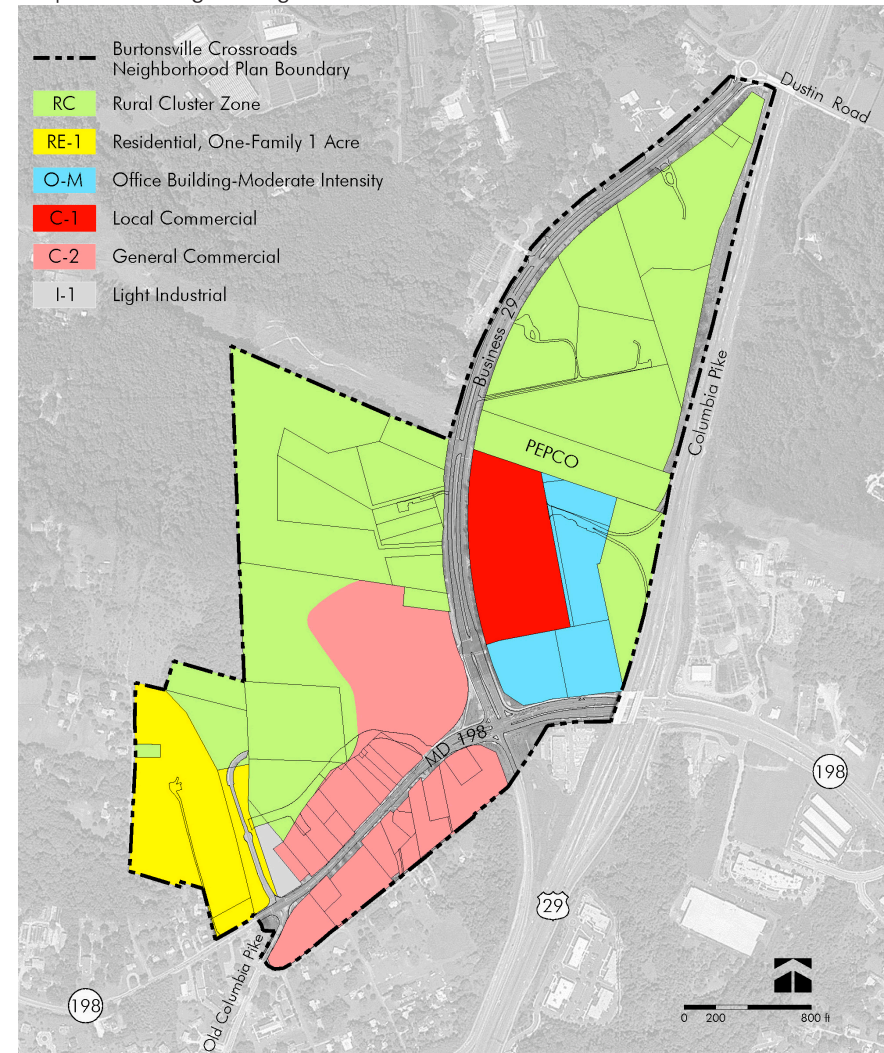 Burtonsville Crossroads
Neighborhood Plan Boundary
RC Rural Cluster Zone
RE-1 Residential, One-Family 1 Acre
O-M Office Building-Moderate Intensity
C-1 Local Commercial
C-2 General Commercial
I-1 Light Industrial
Dustin Road
Business 29
Columbia Pike
PEPCO
MD 198
198
29
Old Columbia Pike
198
0 200 800 ft